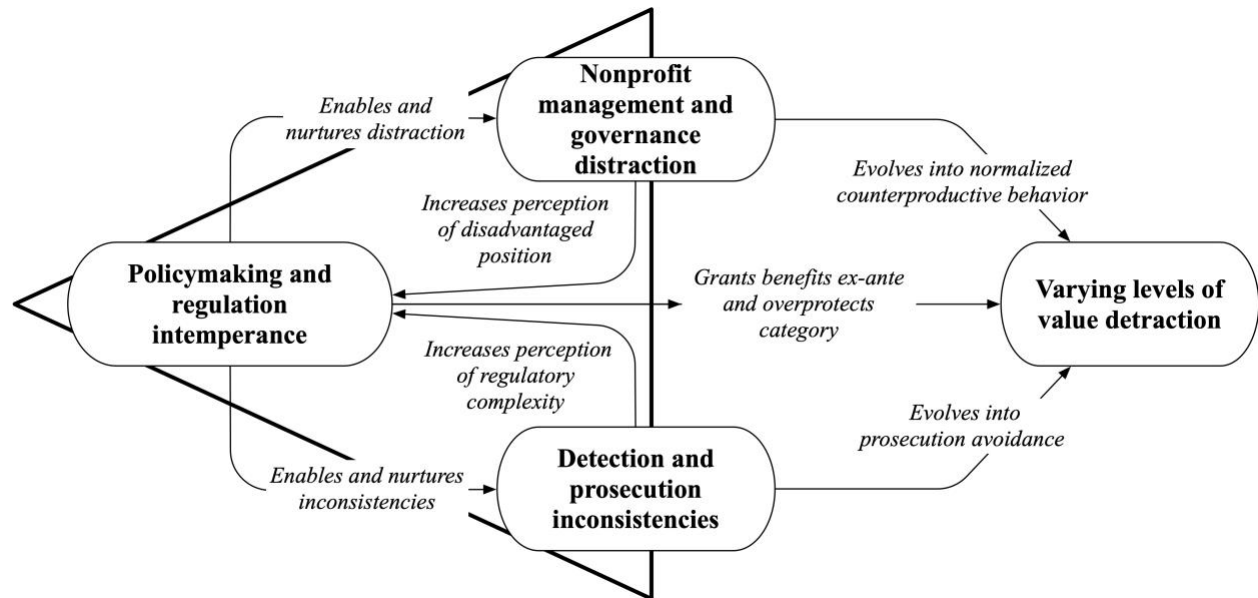 Nonprofit
management and
governance
distraction
Enables and
nurtures distraction
Evolves into normalized
counterproductive behavior
Increases perception
of disadvantaged
position
Policymaking and
regulation
intemperance
Grants benefits ex-ante
and overprotects
category
Varying levels of
value detraction
Increases perception
of regulatory
complexity
Evolves into
prosecution avoidance
Enables and nurtures
inconsistencies
Detection and
prosecution
inconsistencies